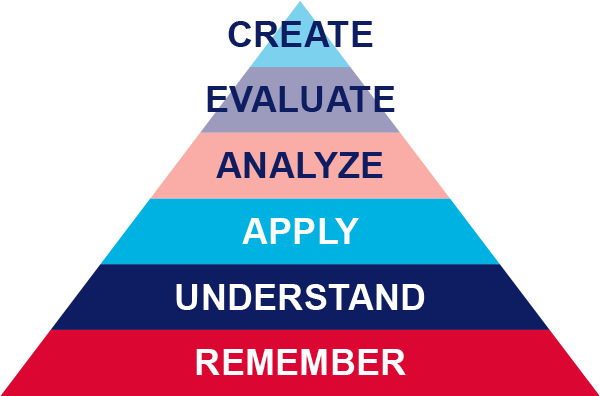 CREATE
EVALUATE
ANALYZE
APPLY
UNDERSTAND
REMEMBER